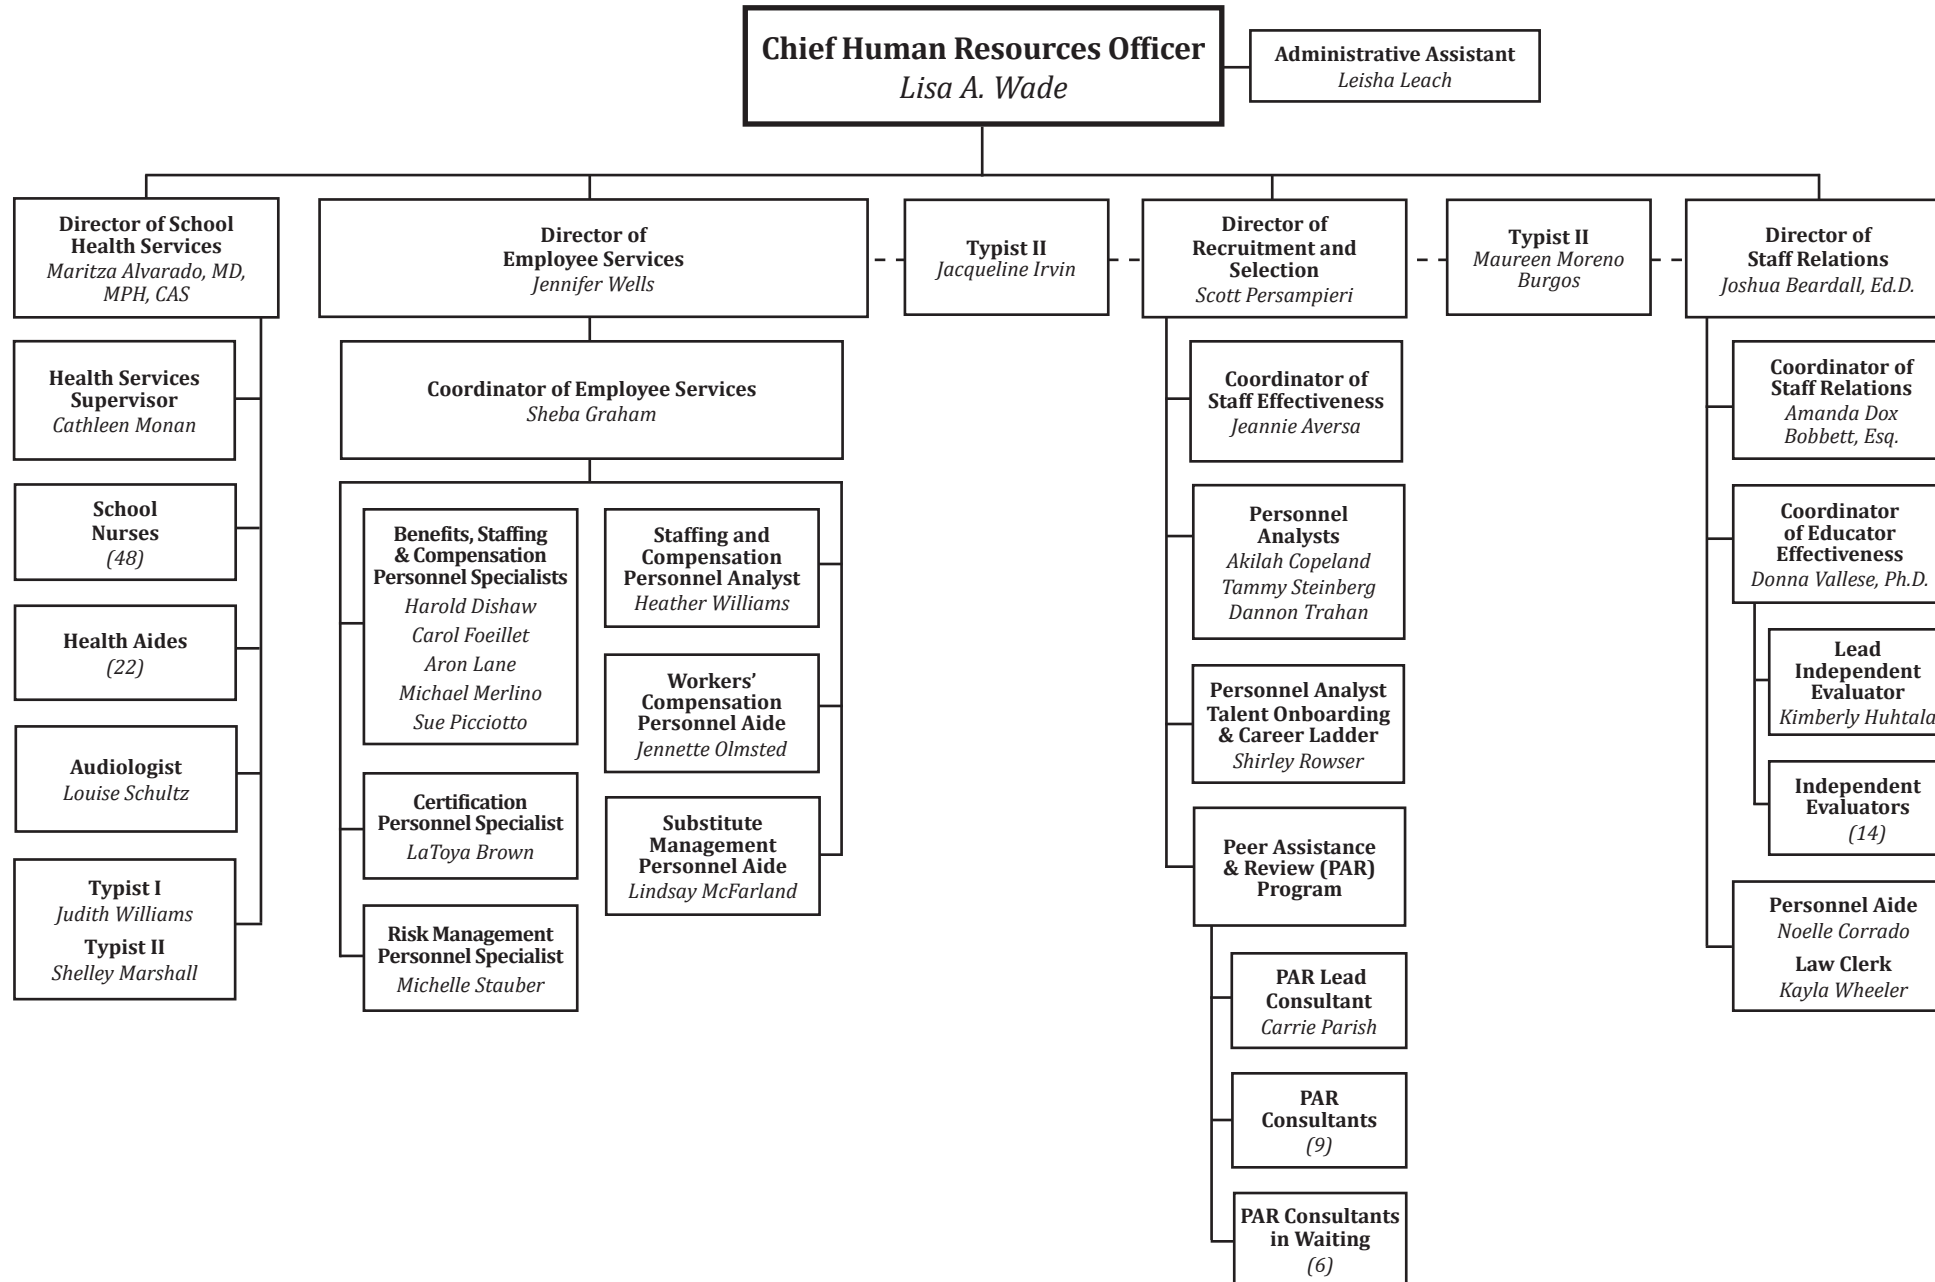 Chief Human Resources Officer
Lisa A. Wade
Administrative Assistant
Leisha Leach
Director of School
Health Services
Maritza Alvarado, MD,
MPH, CAS
Director of
Employee Services
Jennifer Wells
Typist II
Jacqueline Irvin
Director of
Recruitment and
Selection
Scott Persampieri
Typist II
Maureen Moreno
Burgos
Director of
Staff Relations
Joshua Beardall, Ed.D.
Health Services
Supervisor
Cathleen Monan
School
Nurses
(48)
Health Aides
(22)
Audiologist
Louise Schultz
Typist I
Judith Williams
Typist II
Shelley Marshall
Coordinator of Employee Services
Sheba Graham
Benefits, Staffing
& Compensation
Personnel Specialists
Harold Dishaw
Carol Foeillet
Aron Lane
Michael Merlino
Sue Picciotto
Certification
Personnel Specialist
LaToya Brown
Risk Management
Personnel Specialist
Michelle Stauber
Staffing and
Compensation
Personnel Analyst
Heather Williams
Workers’
Compensation
Personnel Aide
Jennette Olmsted
Substitute
Management
Personnel Aide
Lindsay McFarland
Coordinator of
Staff Effectiveness
Jeannie Aversa
Personnel
Analysts
Akilah Copeland
Tammy Steinberg
Dannon Trahan
Personnel Analyst
Talent Onboarding
& Career Ladder
Shirley Rowser
Peer Assistance
& Review (PAR)
Program
PAR Lead
Consultant
Carrie Parish
PAR
Consultants
(9)
PAR Consultants
in Waiting
(6)
Coordinator of
Staff Relations
Amanda Dox
Bobbett, Esq.
Coordinator
of Educator
Effectiveness
Donna Vallese, Ph.D.
Lead
Independent
Evaluator
Kimberly Huhtala
Independent
Evaluators
(14)
Personnel Aide
Noelle Corrado
Law Clerk
Kayla Wheeler